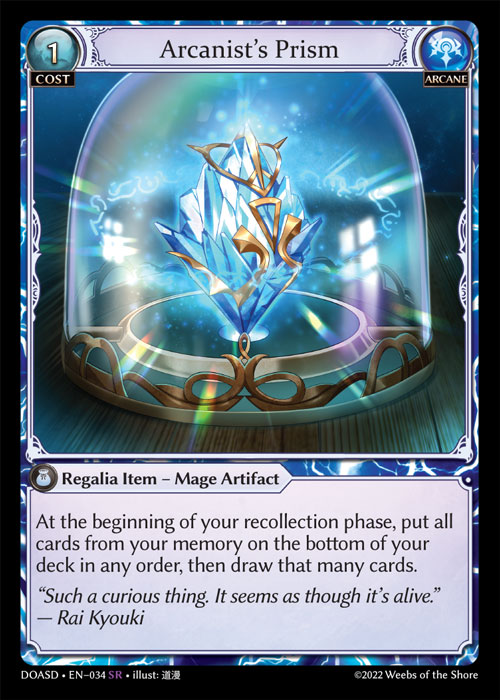 1
Arcanist's Prism
COST
ARCANE
Regalia Item – Mage Artifact
At the beginning of your recollection phase, put all
cards from your memory on the bottom of your
deck in any order, then draw that many cards.
“Such a curious thing. It seems as though it's alive.”
— Rai Kyouki
DOASD • EN–034 SR • illust: 道漫
©2022 Weebs of the Shore